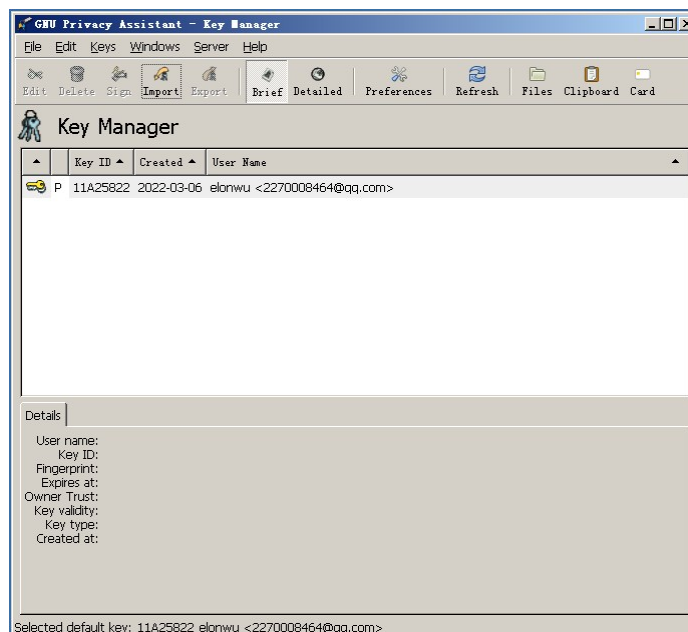 GNU Privacy Assistant - Key Manager
File Edit Keys Windows Server Help
Edit Delete Sign Import Export Brief Detailed Preferences Refresh Files Clipboard Card
Key Manager
Key ID Created User Name
P 11A25822 2022-03-06 elonwu <2270008464@qq.com>
Details
User name:
Key ID:
Fingerprint:
Expires at:
Owner Trust:
Key validity:
Key type:
Created at:
Selected default key: 11A25822 elonwu <2270008464@qq.com>